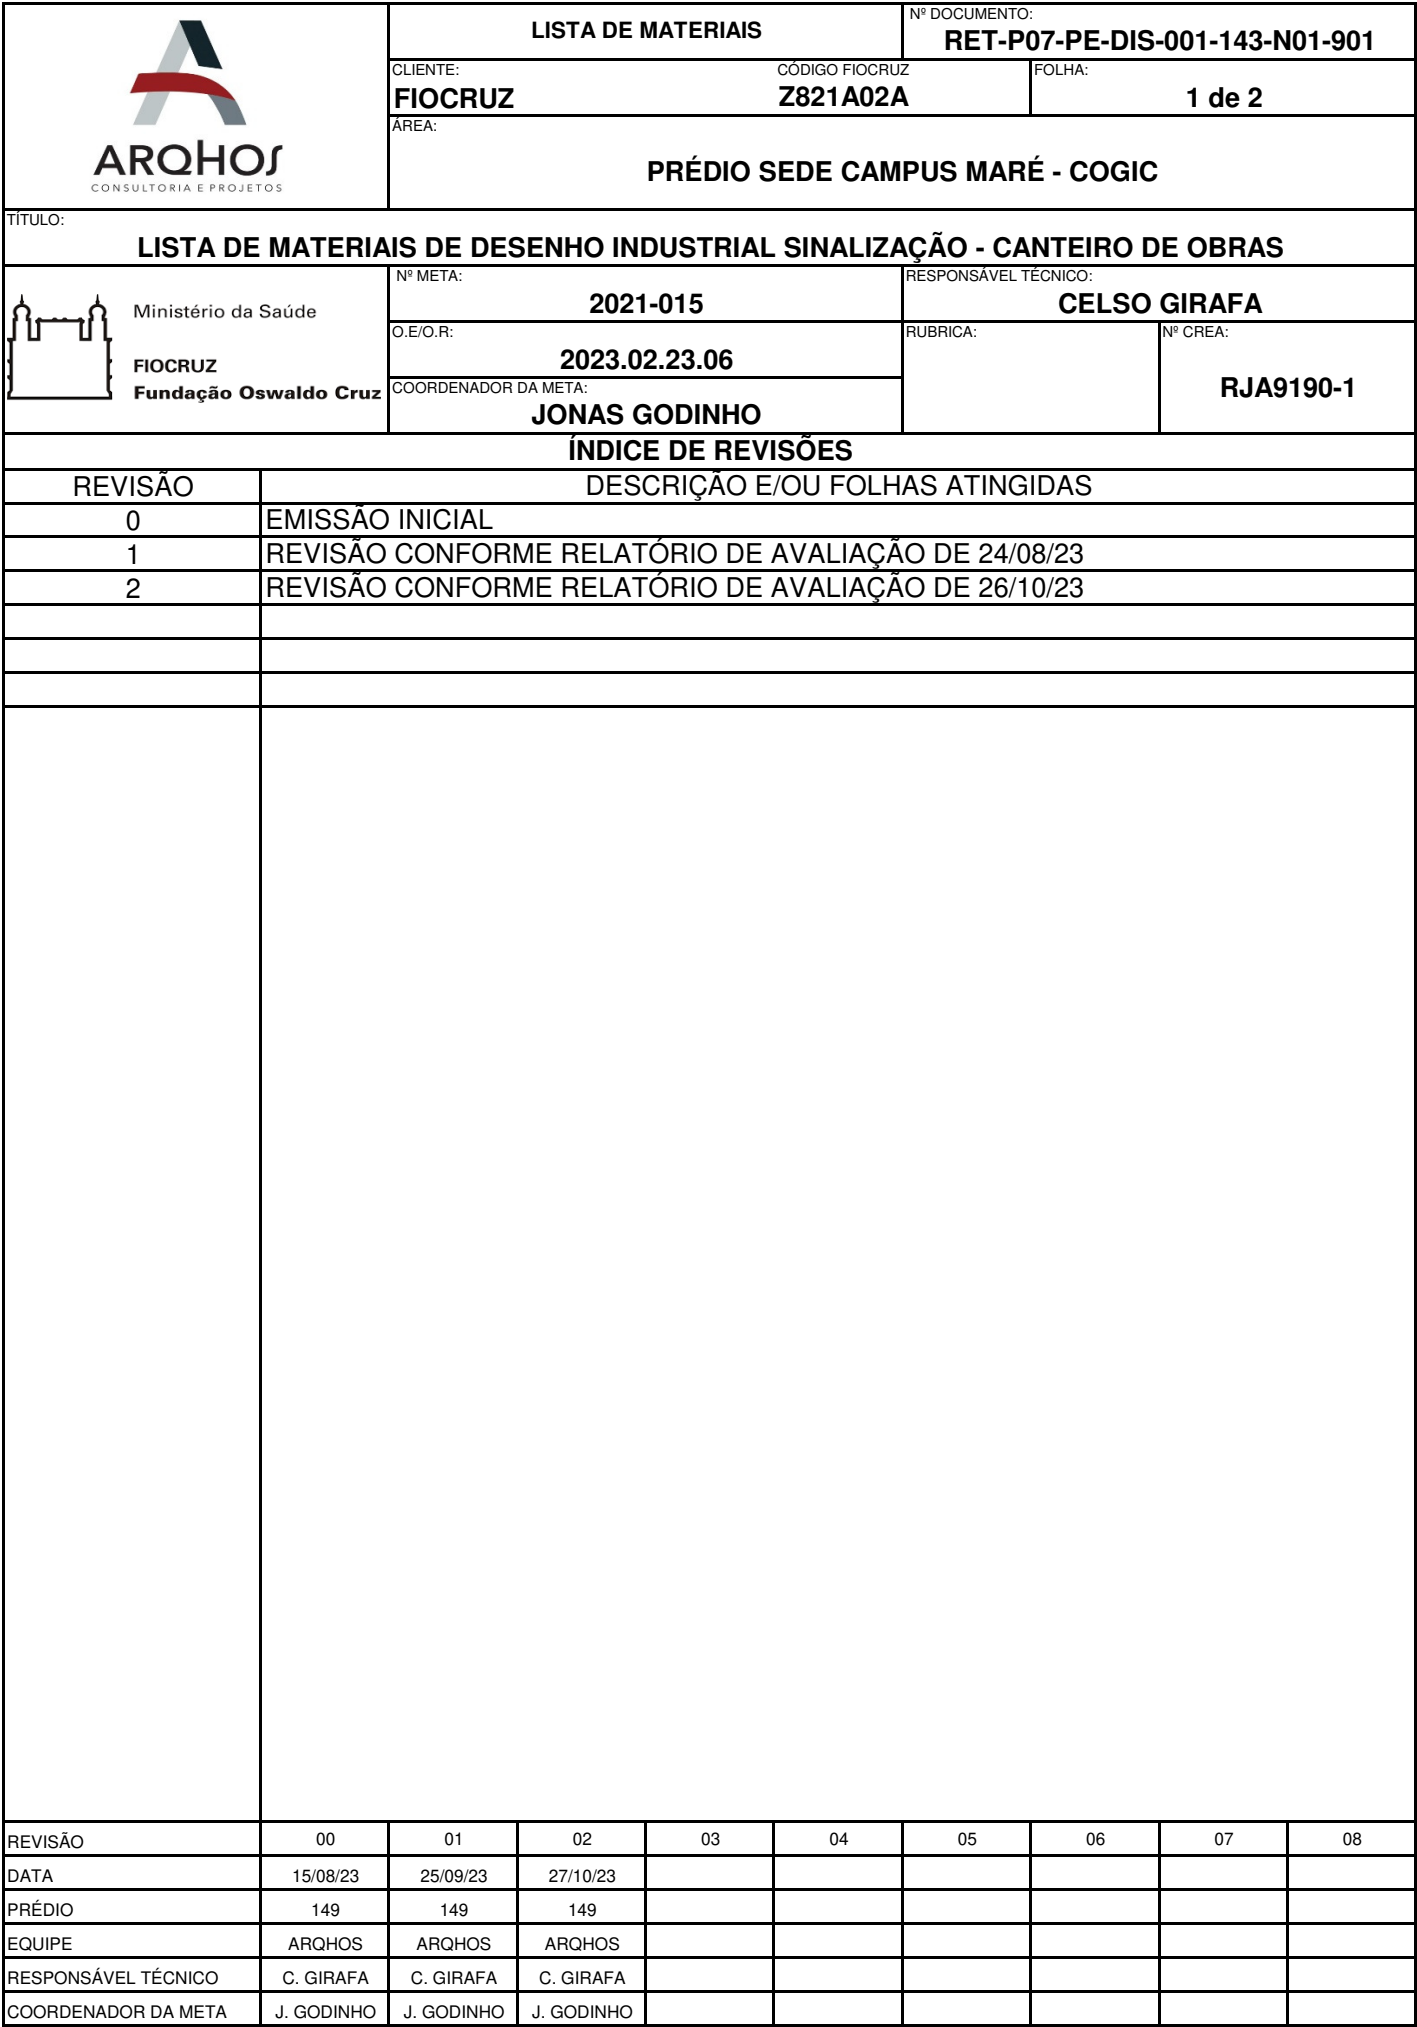 ARQHOS
CONSULTORIA E PROJETOS
LISTA DE MATERIAIS
Nº DOCUMENTO:
RET-P07-PE-DIS-001-143-N01-901
CLIENTE:
FIOCRUZ
CÓDIGO FIOCRUZ
Z821A02A
FOLHA:
1 de 2
ÁREA:
PRÉDIO SEDE CAMPUS MARÉ - COGIC
TÍTULO:
LISTA DE MATERIAIS DE DESENHO INDUSTRIAL SINALIZAÇÃO - CANTEIRO DE OBRAS
Ministério da Saúde
FIOCRUZ
Fundação Oswaldo Cruz
Nº META:
2021-015
RESPONSÁVEL TÉCNICO:
CELSO GIRAFA
O.E/O.R:
2023.02.23.06
RUBRICA:
Nº CREA:
RJA9190-1
COORDENADOR DA META:
JONAS GODINHO
ÍNDICE DE REVISÕES
REVISÃO DESCRIÇÃO E/OU FOLHAS ATINGIDAS
0 EMISSÃO INICIAL
1 REVISÃO CONFORME RELATÓRIO DE AVALIAÇÃO DE 24/08/23
2 REVISÃO CONFORME RELATÓRIO DE AVALIAÇÃO DE 26/10/23
REVISÃO 00 01 02 03 04 05 06 07 08
DATA 15/08/23 25/09/23 27/10/23
PRÉDIO 149 149 149
EQUIPE ARQHOS ARQHOS ARQHOS
RESPONSÁVEL TÉCNICO C. GIRAFA C. GIRAFA C. GIRAFA
COORDENADOR DA META J. GODINHO J. GODINHO J. GODINHO